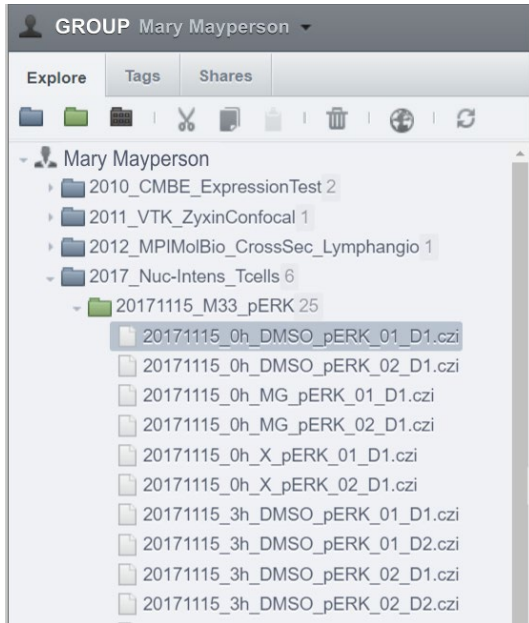 GROUP Mary Mayperson
Explore Tags Shares
Mary Mayperson
2010_CMBE_ExpressionTest 2
2011_VTK_ZyxinConfocal 1
2012_MPIMolBio_CrossSec_Lymphangio 1
2017_Nuc-Intens_Tcells 6
20171115_M33_pERK 25
20171115_0h_DMSO_pERK_01_D1.czi
20171115_0h_DMSO_pERK_02_D1.czi
20171115_0h_MG_pERK_01_D1.czi
20171115_0h_MG_pERK_02_D1.czi
20171115_0h_X_pERK_01_D1.czi
20171115_0h_X_pERK_02_D1.czi
20171115_3h_DMSO_pERK_01_D1.czi
20171115_3h_DMSO_pERK_01_D2.czi
20171115_3h_DMSO_pERK_02_D1.czi
20171115_3h_DMSO_pERK_02_D2.czi